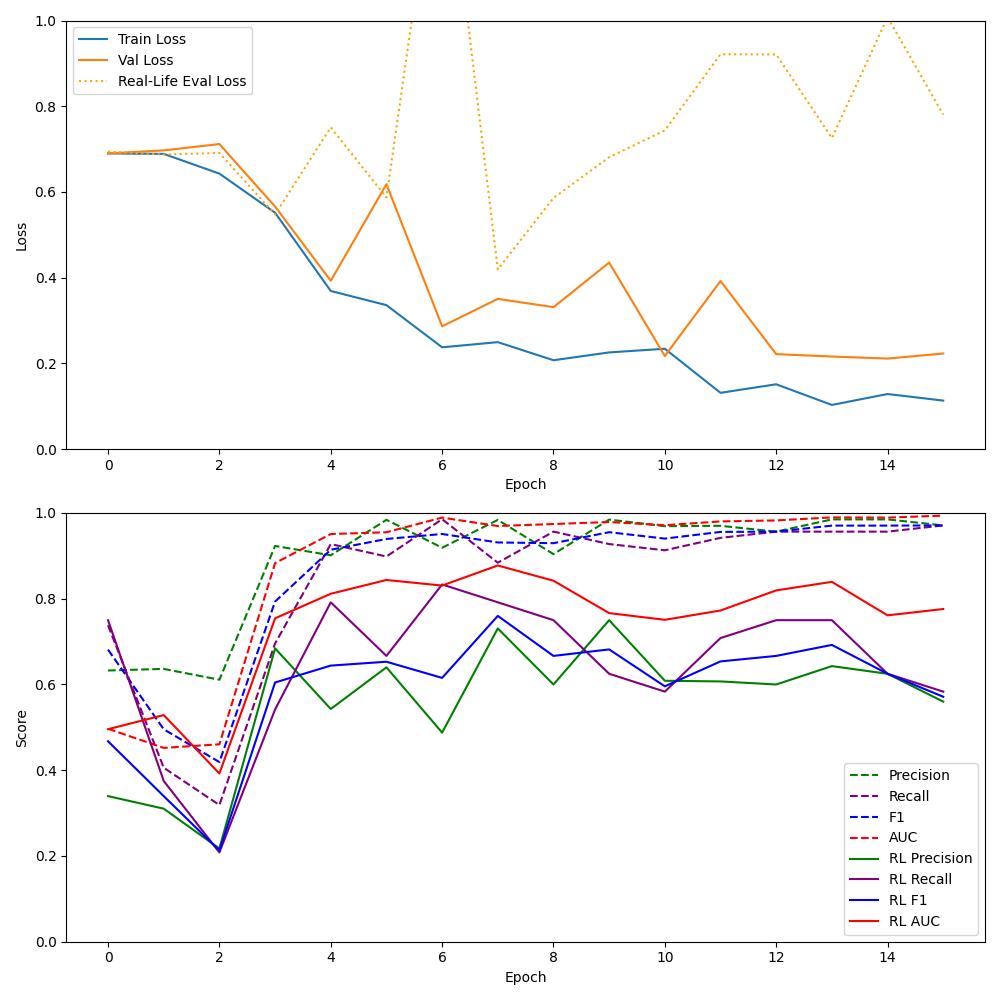 1.0
0.8
0.6
0.4
0.2
0.0
Loss
Train Loss
Val Loss
Real-Life Eval Loss
0 2 4 6 8 10 12 14
Epoch
1.0
0.8
0.6
0.4
0.2
0.0
Score
Precision
Recall
F1
AUC
RL Precision
RL Recall
RL F1
RL AUC
0 2 4 6 8 10 12 14
Epoch